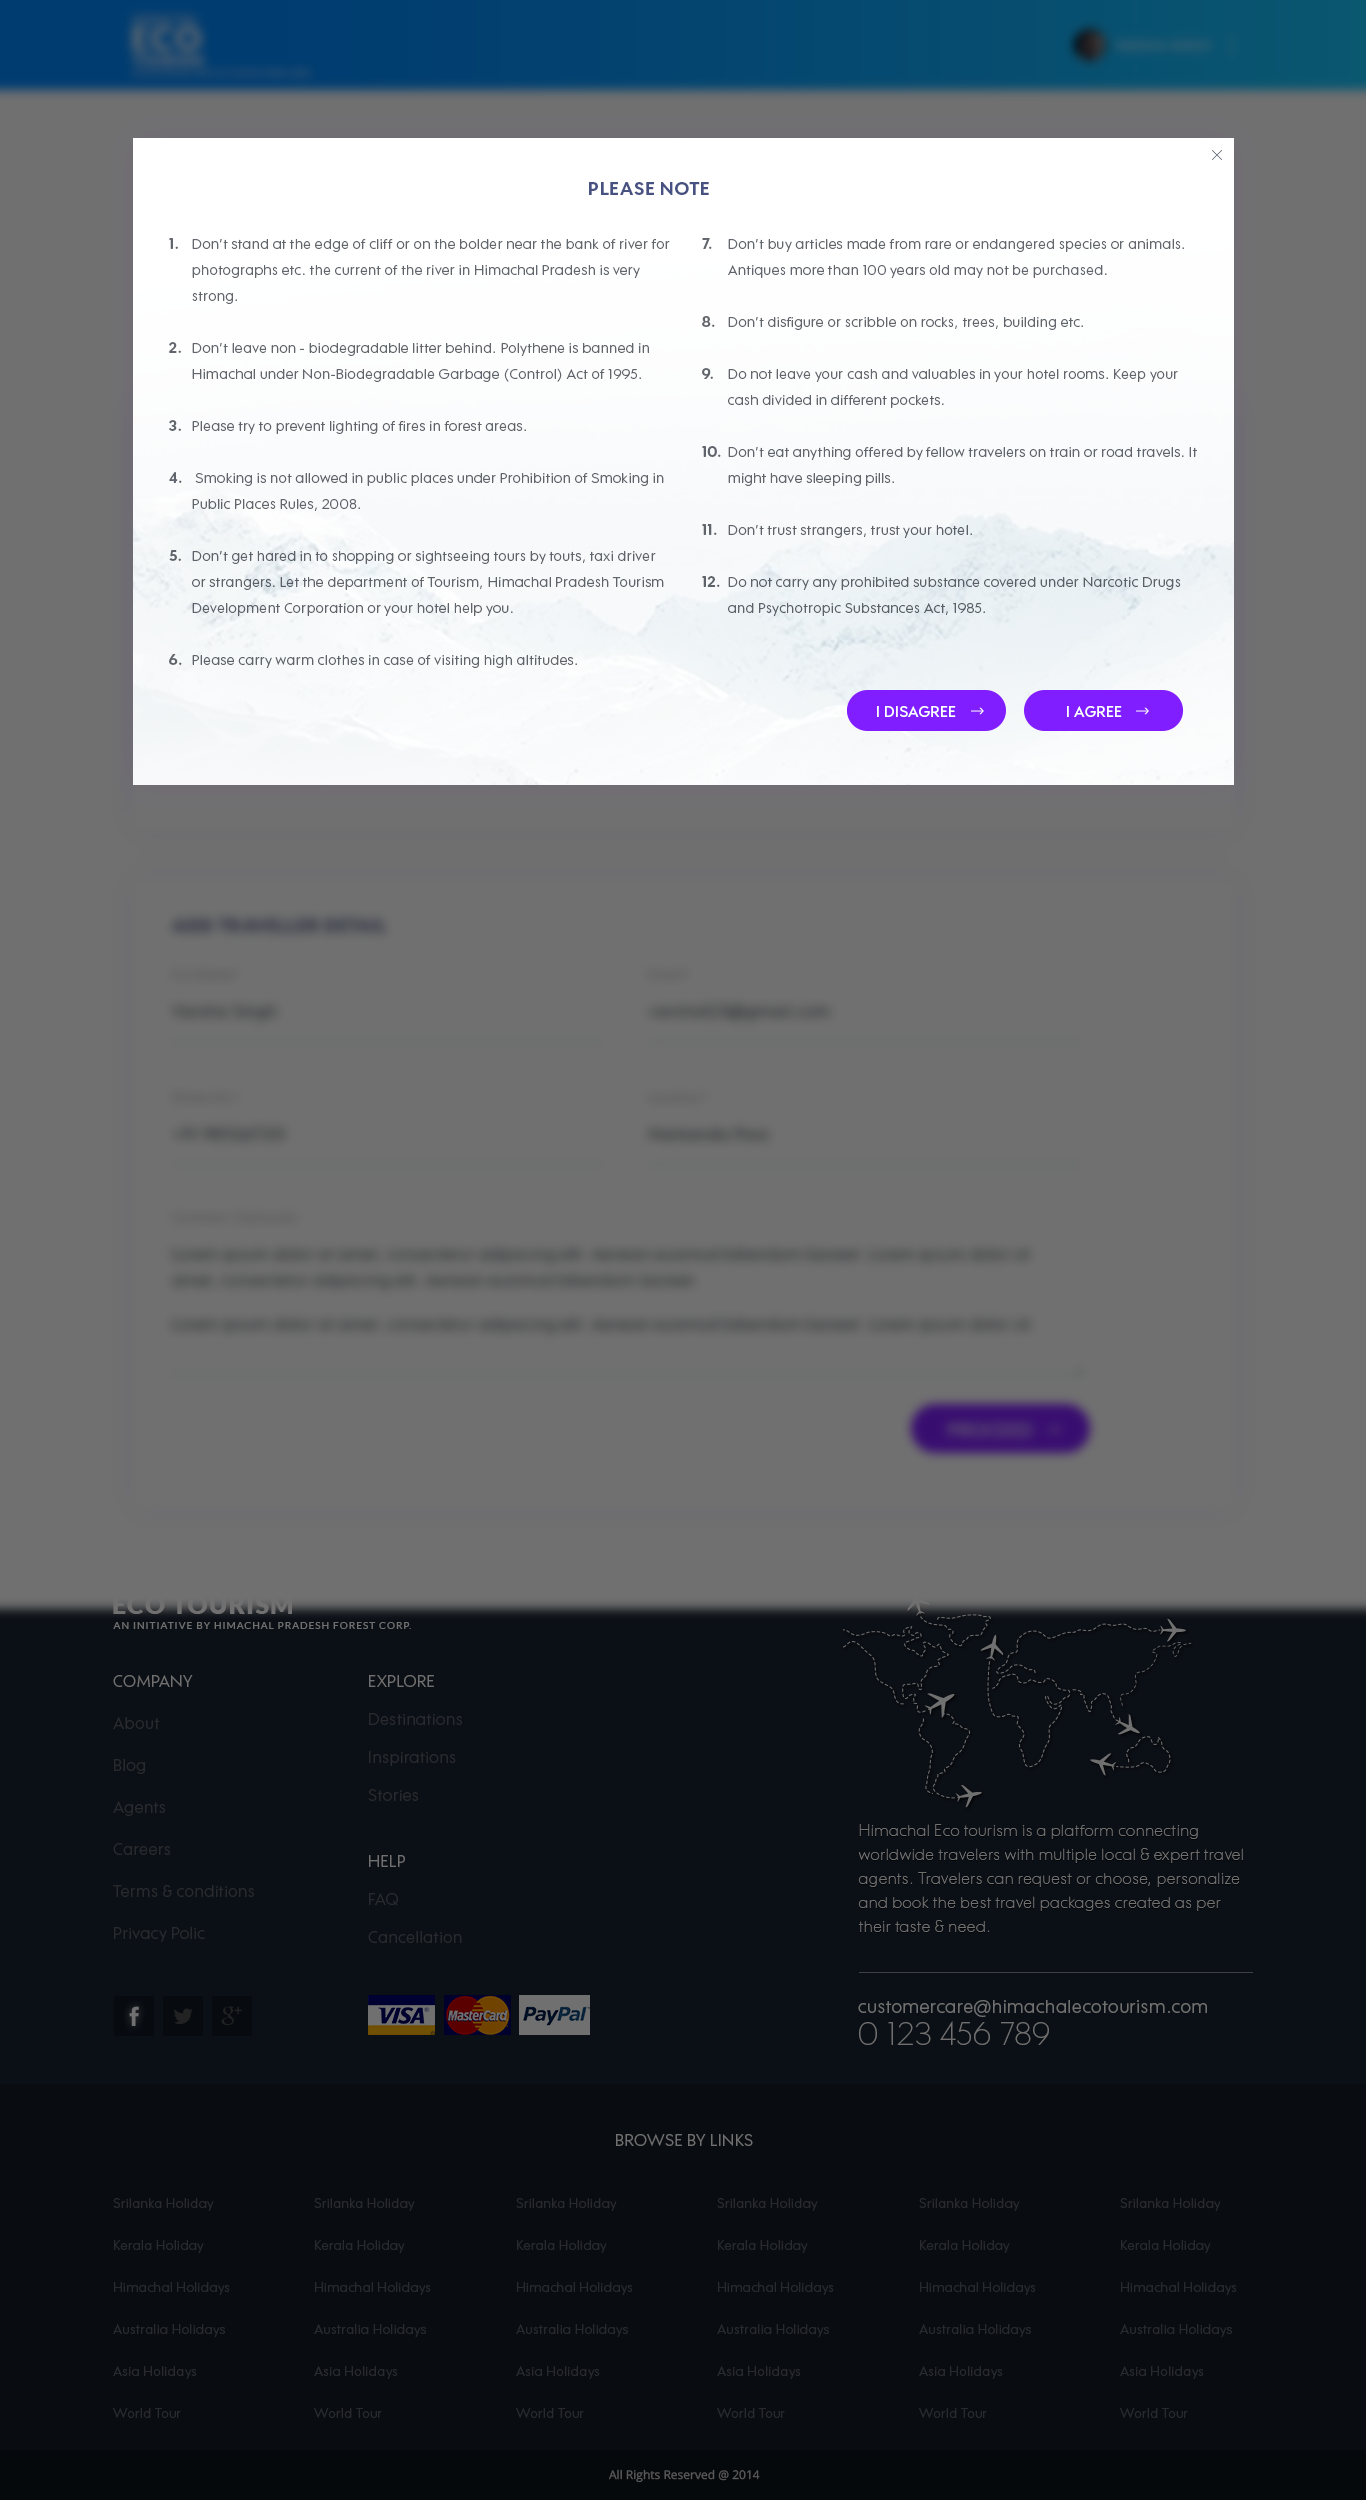 ECO
PLEASE NOTE
1. Don't stand at the edge of cliff or on the bolder near the bank of river for
photographs etc. the current of the river in Himachal Pradesh is very
strong.
2. Don't leave non - biodegradable litter behind. Polythene is banned in
Himachal under Non-Biodegradable Garbage (Control) Act of 1995.
3. Please try to prevent lighting of fires in forest areas.
4. Smoking is not allowed in public places under Prohibition of Smoking in
Public Places Rules, 2008.
5. Don't get hared in to shopping or sightseeing tours by touts, taxi driver
or strangers. Let the department of Tourism, Himachal Pradesh Tourism
Development Corporation or your hotel help you.
6. Please carry warm clothes in case of visiting high altitudes.
7. Don't buy articles made from rare or endangered species or animals.
Antiques more than 100 years old may not be purchased.
8. Don't disfigure or scribble on rocks, trees, building etc.
9. Do not leave your cash and valuables in your hotel rooms. Keep your
cash divided in different pockets.
10. Don't eat anything offered by fellow travelers on train or road travels. It
might have sleeping pills.
11. Don't trust strangers, trust your hotel.
12. Do not carry any prohibited substance covered under Narcotic Drugs
and Psychotropic Substances Act, 1985.
I DISAGREE
I AGREE
ADD TRAVELLER DETAIL
PROCEED
ECO TOURISM
AN INITIATIVE BY HIMACHAL PRADESH FOREST CORP.
COMPANY
About
Blog
Agents
Careers
Terms & conditions
Privacy Polic
EXPLORE
Destinations
Inspirations
Stories
HELP
FAQ
Cancellation
VISA
MasterCard
PayPal
Himachal Eco tourism is a platform connecting
worldwide travelers with multiple local & expert travel
agents. Travelers can request or choose, personalize
and book the best travel packages created as per
their taste & need.
customercare@himachalecotourism.com
0 123 456 789
BROWSE BY LINKS
Srilanka Holiday Srilanka Holiday Srilanka Holiday Srilanka Holiday Srilanka Holiday Srilanka Holiday
Kerala Holiday Kerala Holiday Kerala Holiday Kerala Holiday Kerala Holiday Kerala Holiday
Himachal Holidays Himachal Holidays Himachal Holidays Himachal Holidays Himachal Holidays Himachal Holidays
Australia Holidays Australia Holidays Australia Holidays Australia Holidays Australia Holidays Australia Holidays
Asia Holidays Asia Holidays Asia Holidays Asia Holidays Asia Holidays Asia Holidays
World Tour World Tour World Tour World Tour World Tour World Tour
All Rights Reserved @ 2014